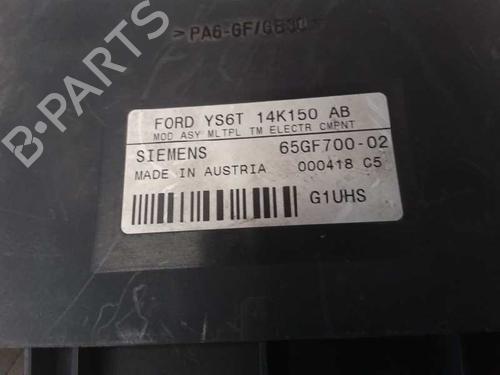 >PA6-GF/GB30<
FORD YS6T 14K150 AB
MOD ASY MLTPL TM ELECTR CMPNT
SIEMENS 65GF700-02
MADE IN AUSTRIA 000418 C5
G1UHS
B-PARTS